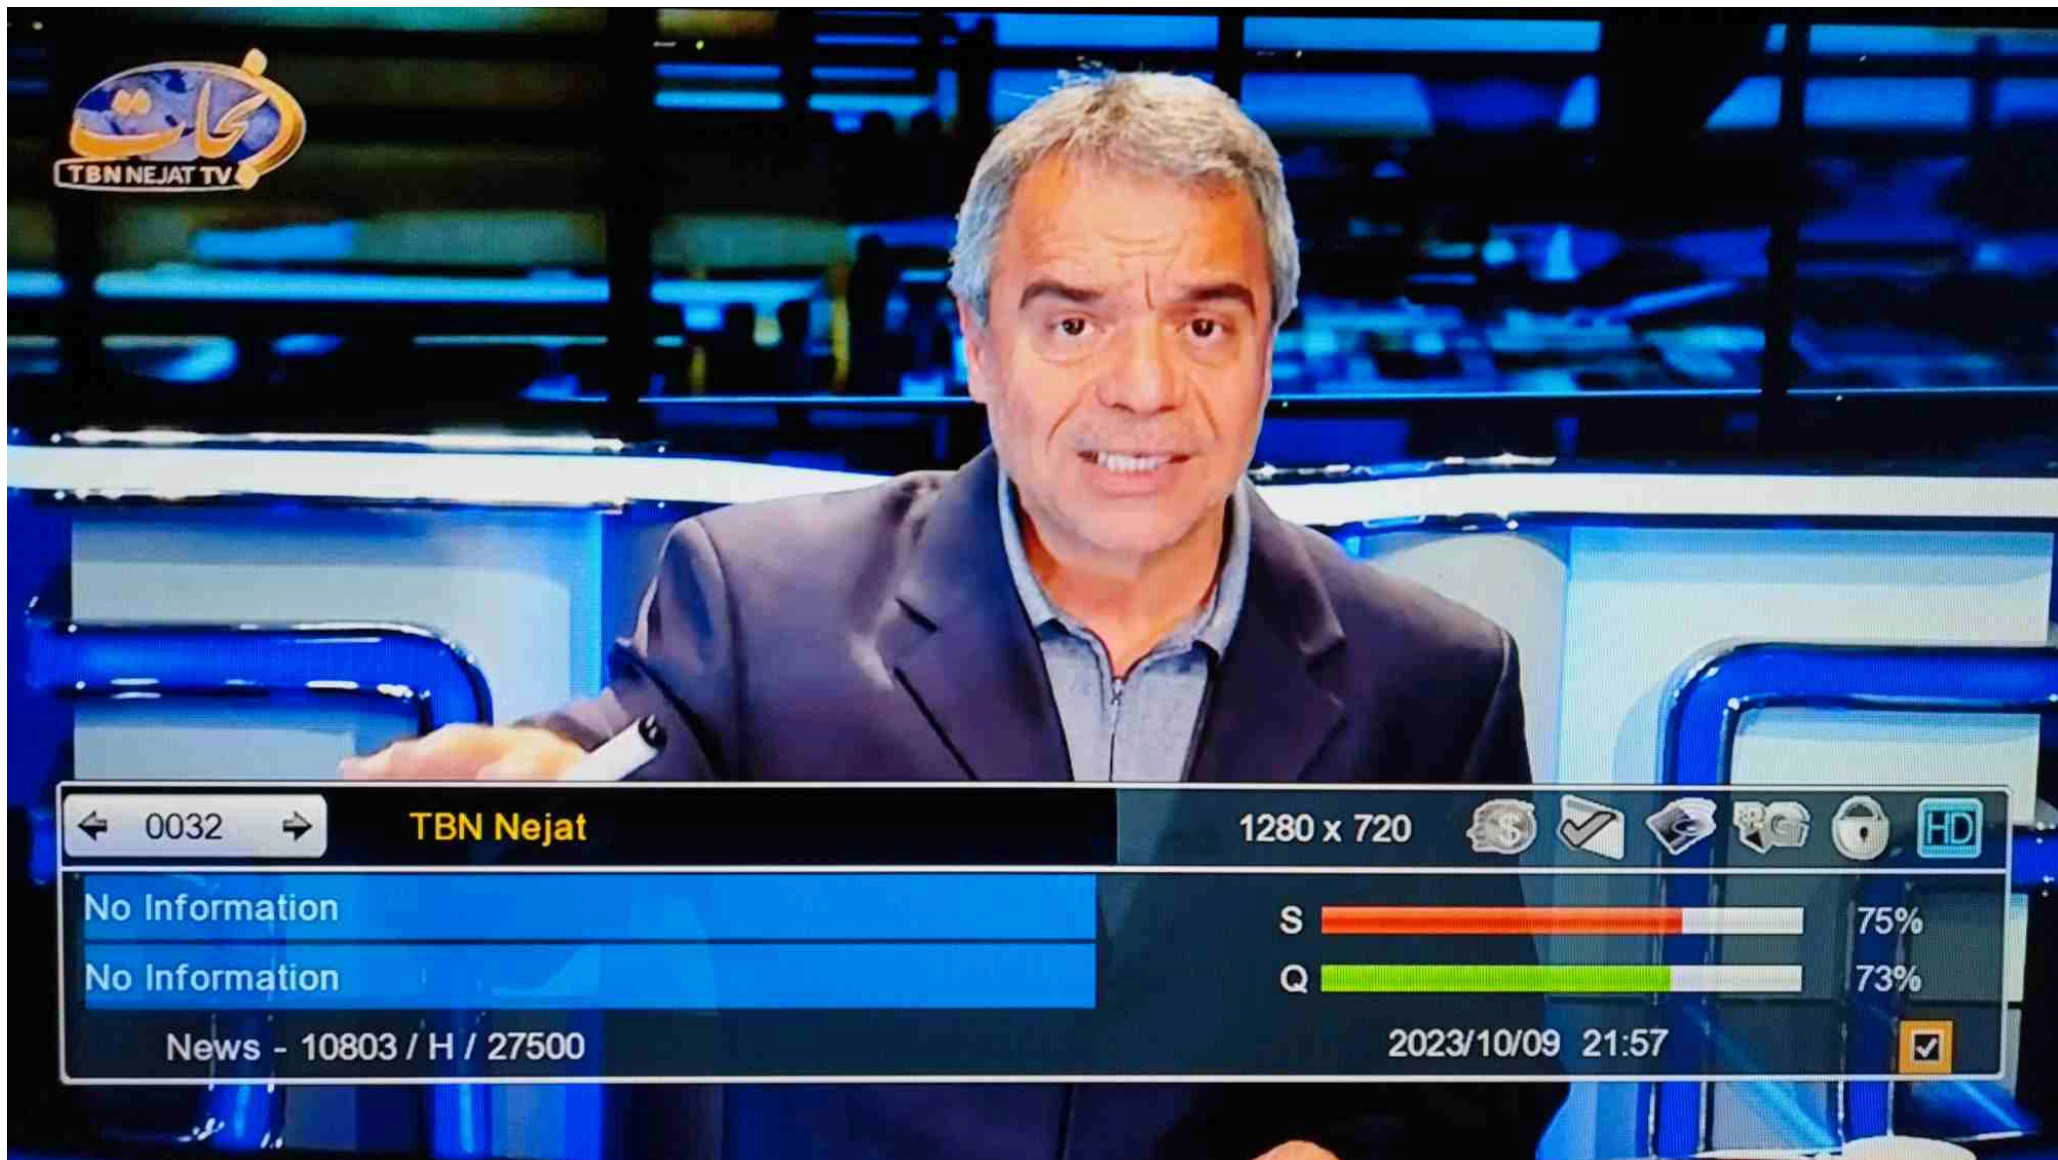 نجات
TBN NEJAT TV
0032
TBN Nejat
1280 x 720
$
HD
No Information
S
75%
No Information
Q
73%
News - 10803 / H / 27500
2023/10/09 21:57